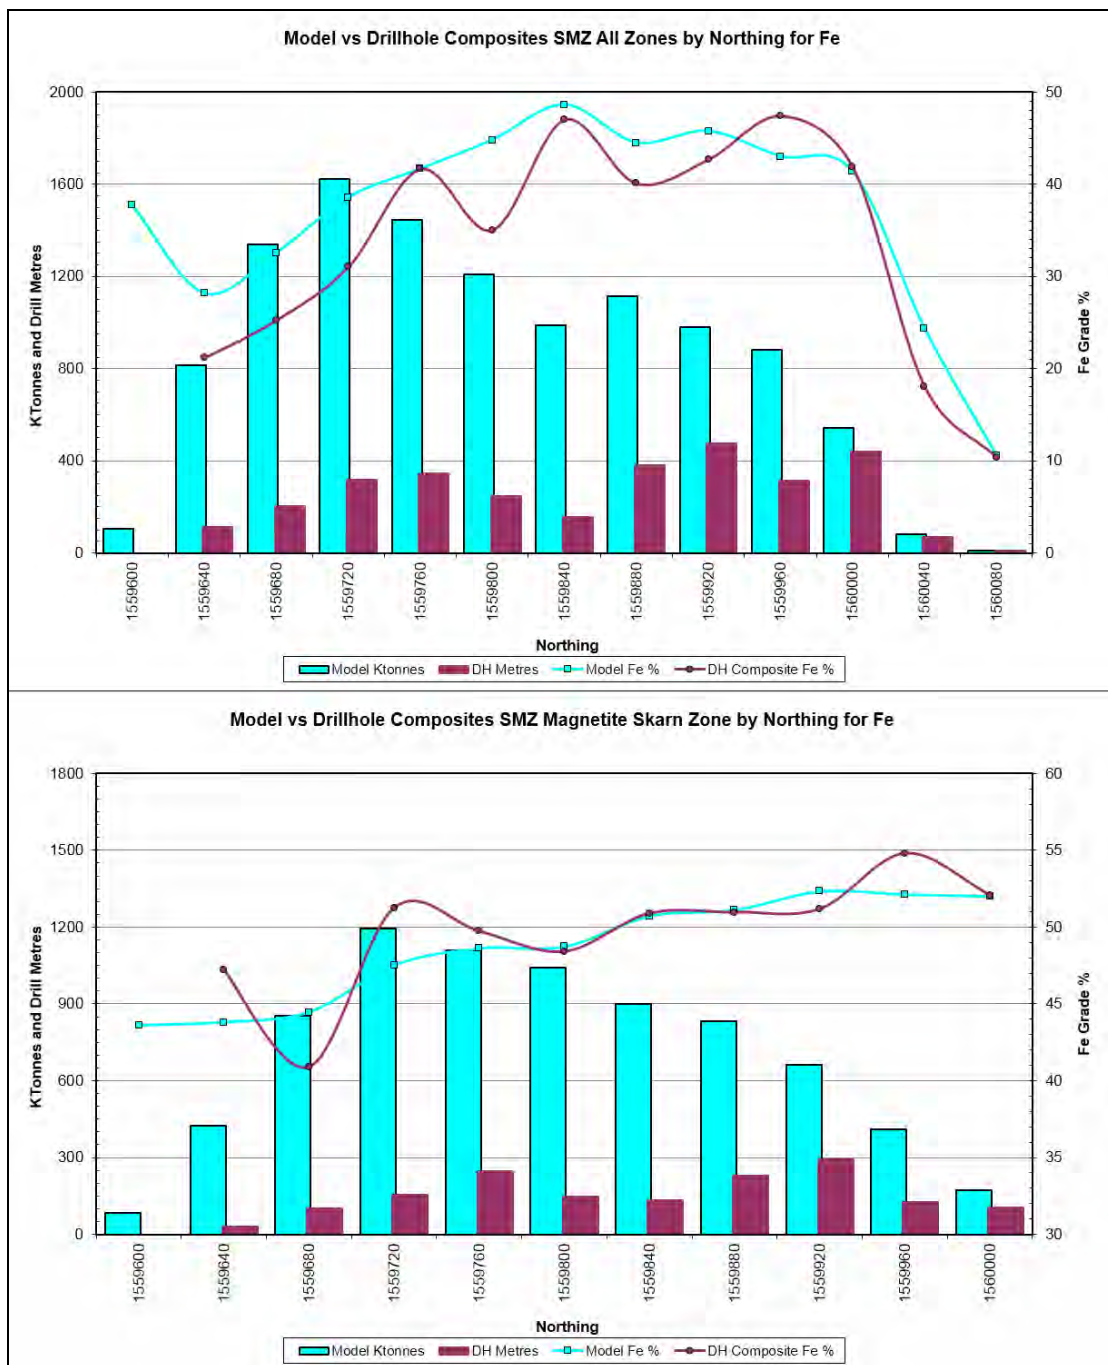 Model vs Drillhole Composites SMZ All Zones by Northing for Fe
2000 50
1600 40
1200 30
800 20
400 10
0 0
KTonnes and Drill Metres
Fe Grade %
1559600 1559640 1559680 1559720 1559760 1559800 1559840 1559880 1559920 1559960 1560000 1560040 1560080
Northing
Model Ktonnes DH Metres Model Fe % DH Composite Fe %
Model vs Drillhole Composites SMZ Magnetite Skarn Zone by Northing for Fe
1800 60
1500 55
1200 50
900 45
600 40
300 35
0 30
KTonnes and Drill Metres
Fe Grade %
1559600 1559640 1559680 1559720 1559760 1559800 1559840 1559880 1559920 1559960 1560000
Northing
Model Ktonnes DH Metres Model Fe % DH Composite Fe %